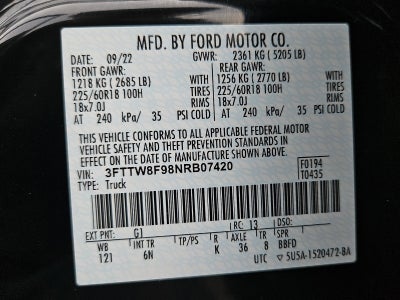 MFD. BY FORD MOTOR CO.
DATE: 09/22 GVWR: 2361 KG ( 5205 LB)
FRONT GAWR: REAR GAWR:
1218 KG ( 2685 LB) WITH 1256 KG ( 2770 LB) WITH
225/60R18 100H TIRES 225/60R18 100H TIRES
18x7.0J RIMS 18x7.0J RIMS
AT 240 kPa/ 35 PSI COLD AT 240 kPa/ 35 PSI COLD
THIS VEHICLE CONFORMS TO ALL APPLICABLE FEDERAL MOTOR
VEHICLE SAFETY AND THEFT PREVENTION STANDARDS
IN EFFECT ON THE DATE OF MANUFACTURE SHOWN ABOVE.
VIN: 3FTTW8F98NRB07420 F0194
TYPE: Truck T0435
EXT PNT: G1 RC: 13 DSO:
WB INT TR TP/PS R AXLE TR SPR
121 6N K 36 8 BBFD
UTC 5U5A-1520472-BA